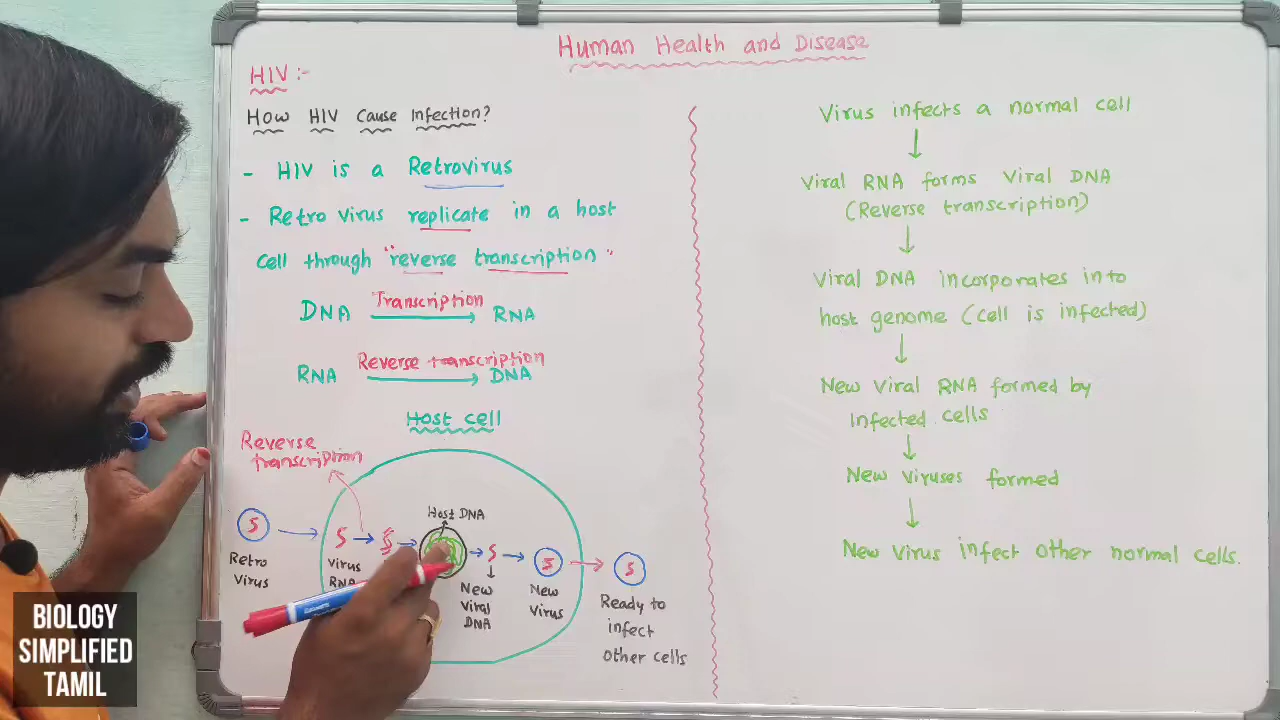 Human Health and Disease
HIV :-
How HIV Cause Infection?
- HIV is a Retrovirus
- Retro Virus replicate in a host
cell through "reverse transcription"
DNA Transcription RNA
RNA Reverse transcription DNA
Host cell
Reverse
transcription
Host DNA
Retro
Virus
Virus
RNA
New
Viral
DNA
New
Virus
Ready to
infect
other cells
Virus infects a normal cell
Viral RNA forms Viral DNA
(Reverse transcription)
Viral DNA incorporates in to
host genome (cell is infected)
New Viral RNA formed by
Infected cells
New Viruses formed
New Virus infect other normal cells.
BIOLOGY
SIMPLIFIED
TAMIL